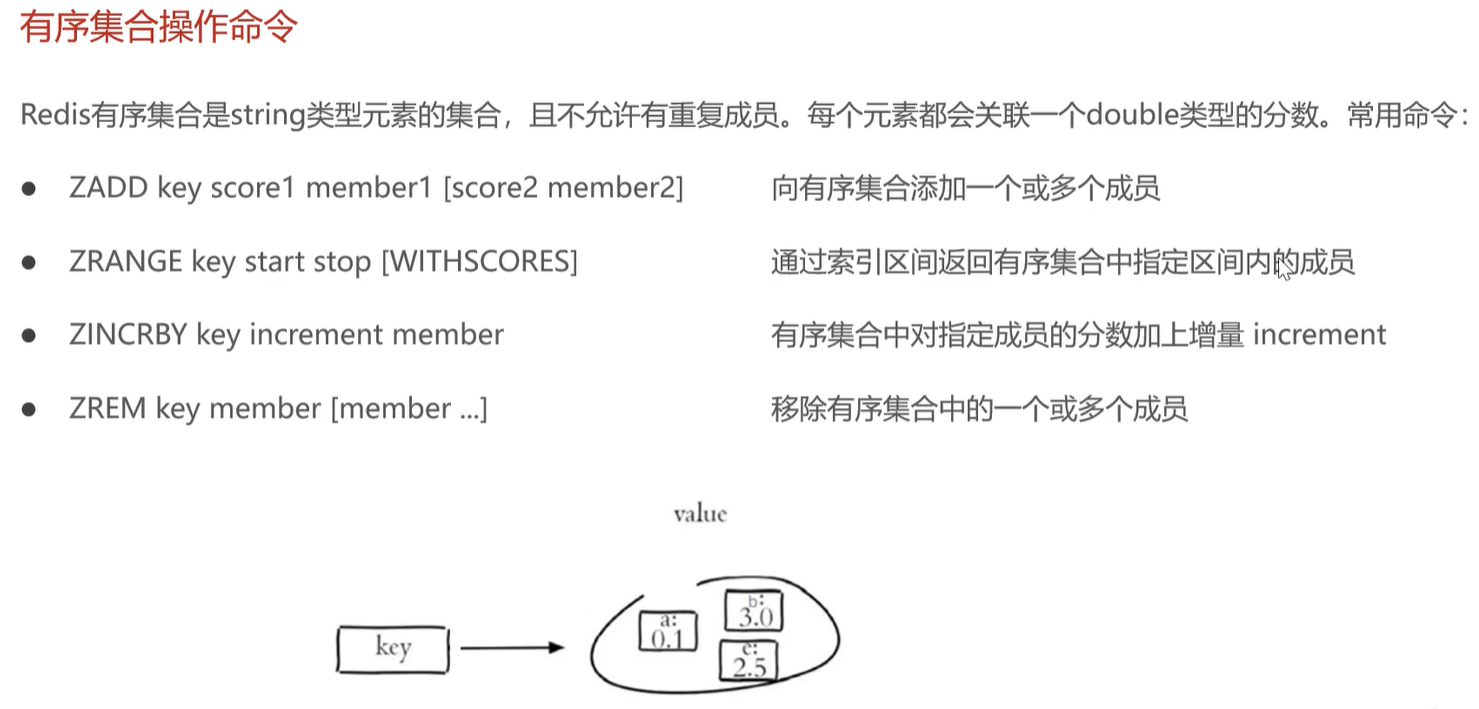 有序集合操作命令
Redis有序集合是string类型元素的集合，且不允许有重复成员。每个元素都会关联一个double类型的分数。常用命令：
● ZADD key score1 member1 [score2 member2] 向有序集合添加一个或多个成员
● ZRANGE key start stop [WITHSCORES] 通过索引区间返回有序集合中指定区间内的成员
● ZINCRBY key increment member 有序集合中对指定成员的分数加上增量 increment
● ZREM key member [member ...] 移除有序集合中的一个或多个成员
value
key
a:
0.1
b:
3.0
c:
2.5